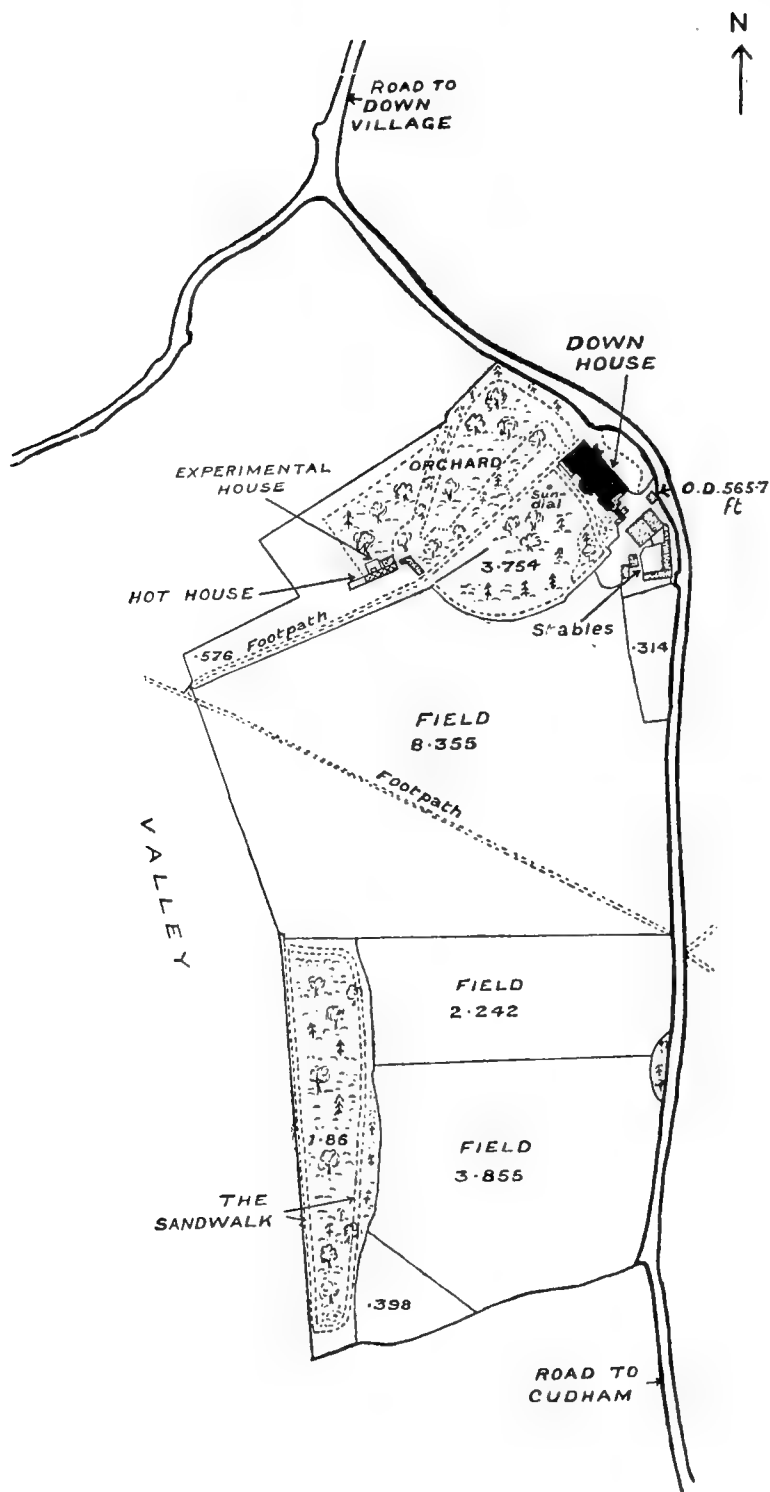 N
ROAD TO
DOWN
VILLAGE
DOWN
HOUSE
EXPERIMENTAL
HOUSE
ORCHARD
Sun-
dial
O.D. 565·7
ft
HOT HOUSE
3·754
Stables
Footpath
·576
·314
FIELD
8·355
Footpath
VALLEY
FIELD
2·242
1·86
FIELD
3·855
THE
SANDWALK
·398
ROAD TO
CUDHAM